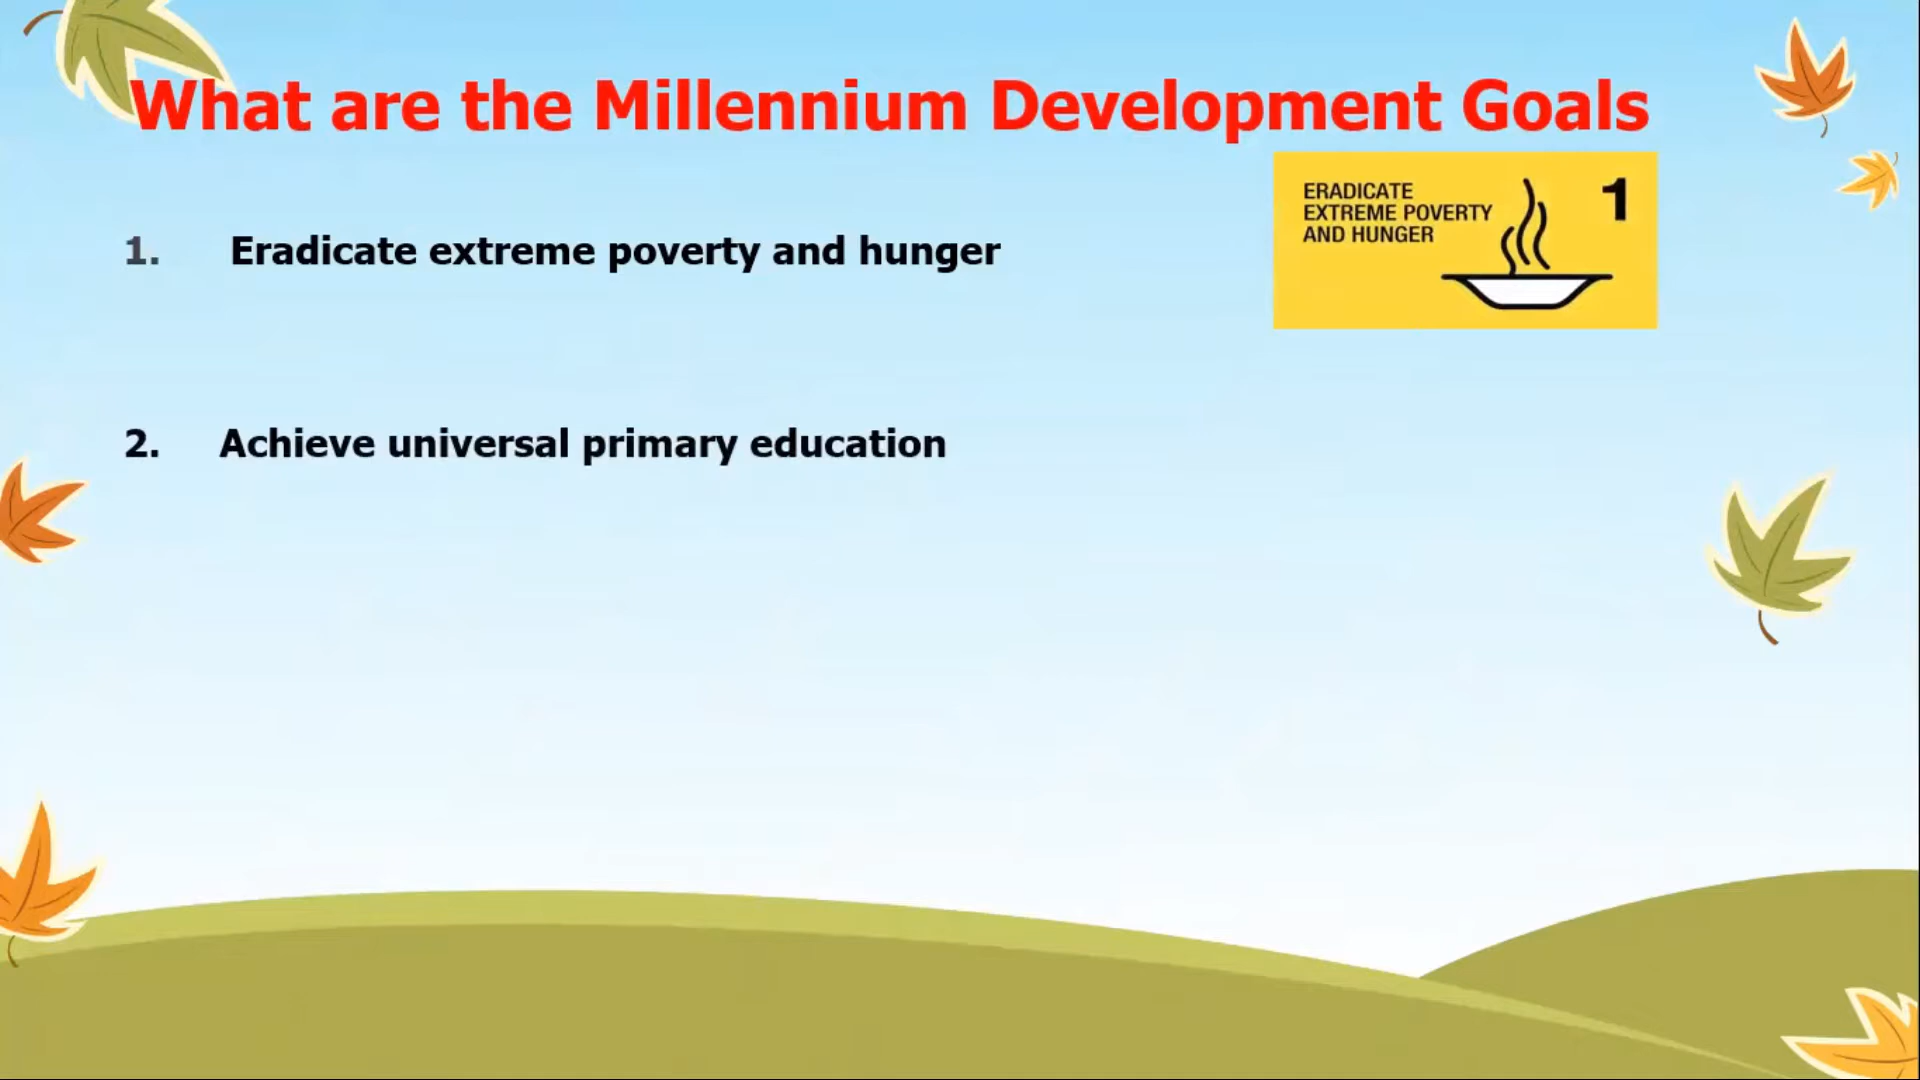 What are the Millennium Development Goals
ERADICATE
EXTREME POVERTY
AND HUNGER
1
1. Eradicate extreme poverty and hunger
2. Achieve universal primary education